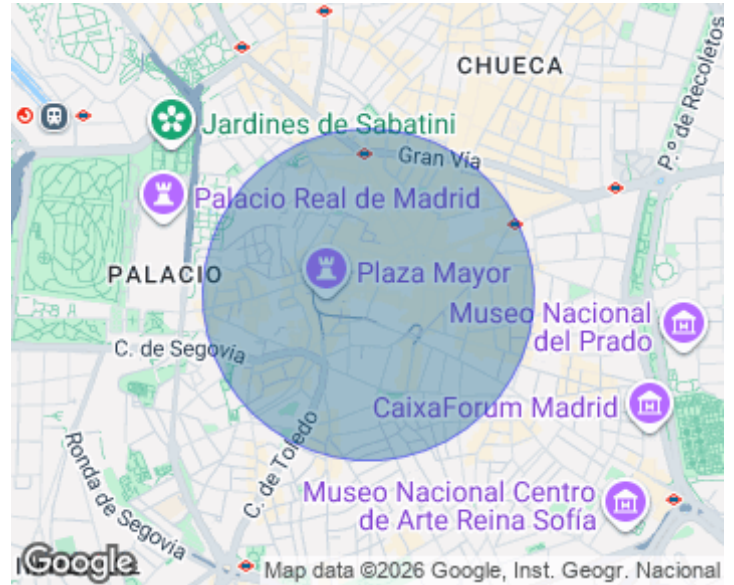 CHUECA
P.º de Recoletos
Jardines de Sabatini
Gran Vía
Palacio Real de Madrid
PALACIO
Plaza Mayor
Museo Nacional
del Prado
C. de Segovia
CaixaForum Madrid
C. de Toledo
Ronda de Segovia
Museo Nacional Centro
de Arte Reina Sofía
Google
Map data ©2026 Google, Inst. Geogr. Nacional